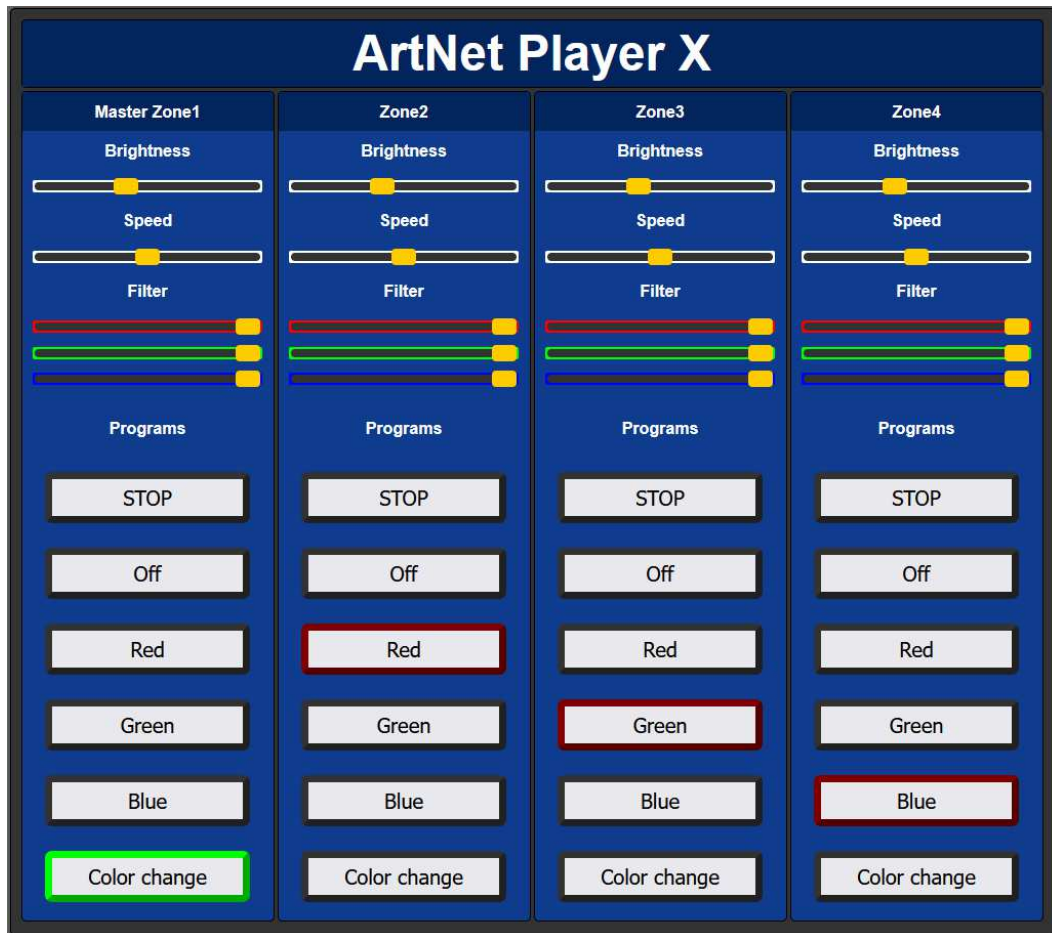 ArtNet Player X
Master Zone1
Brightness
Speed
Filter
Programs
STOP
Off
Red
Green
Blue
Color change
Zone2
Brightness
Speed
Filter
Programs
STOP
Off
Red
Green
Blue
Color change
Zone3
Brightness
Speed
Filter
Programs
STOP
Off
Red
Green
Blue
Color change
Zone4
Brightness
Speed
Filter
Programs
STOP
Off
Red
Green
Blue
Color change